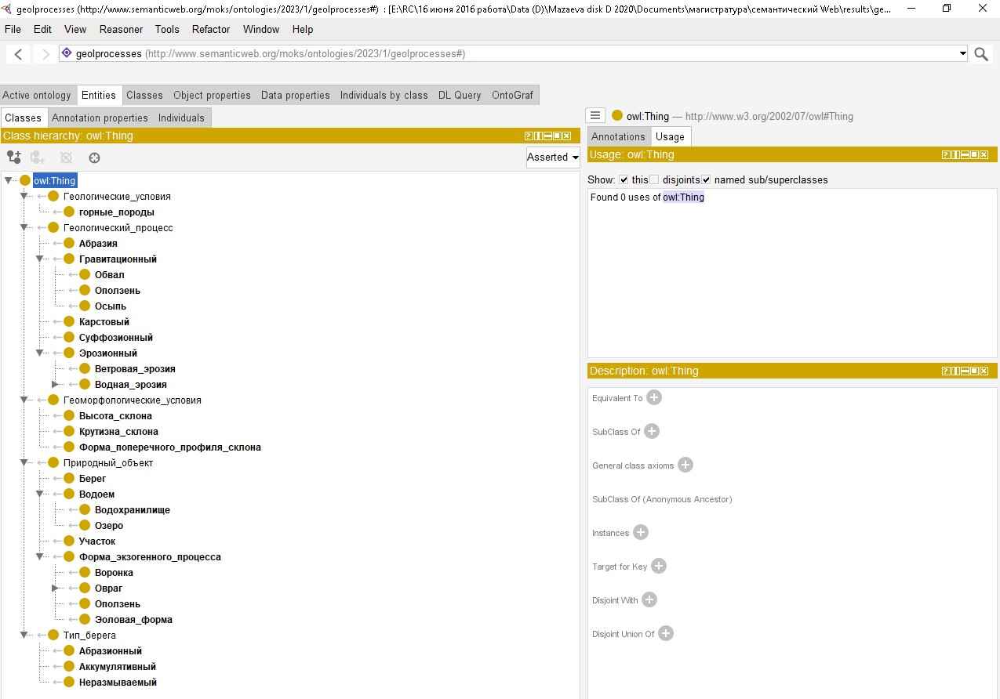 geolprocesses (http://www.semanticweb.org/moks/ontologies/2023/1/geolprocesses#) : [E:\RC\16 июня 2016 работа\Data (D)\Mazaeva disk D 2020\Documents\магистратура\семантический Web\results\ge...
File Edit View Reasoner Tools Refactor Window Help
geolprocesses (http://www.semanticweb.org/moks/ontologies/2023/1/geolprocesses#)
Active ontology Entities Classes Object properties Data properties Individuals by class DL Query OntoGraf
Classes Annotation properties Individuals
Class hierarchy: owl:Thing
Asserted
owl:Thing
Геологические_условия
горные_породы
Геологический_процесс
Абразия
Гравитационный
Обвал
Оползень
Осыпь
Карстовый
Суффозионный
Эрозионный
Ветровая_эрозия
Водная_эрозия
Геоморфологические_условия
Высота_склона
Крутизна_склона
Форма_поперечного_профиля_склона
Природный_объект
Берег
Водоем
Водохранилище
Озеро
Участок
Форма_экзогенного_процесса
Воронка
Овраг
Оползень
Эоловая_форма
Тип_берега
Абразионный
Аккумулятивный
Неразмываемый
owl:Thing — http://www.w3.org/2002/07/owl#Thing
Annotations Usage
Usage: owl:Thing
Show: this disjoints named sub/superclasses
Found 0 uses of owl:Thing
Description: owl:Thing
Equivalent To
SubClass Of
General class axioms
SubClass Of (Anonymous Ancestor)
Instances
Target for Key
Disjoint With
Disjoint Union Of